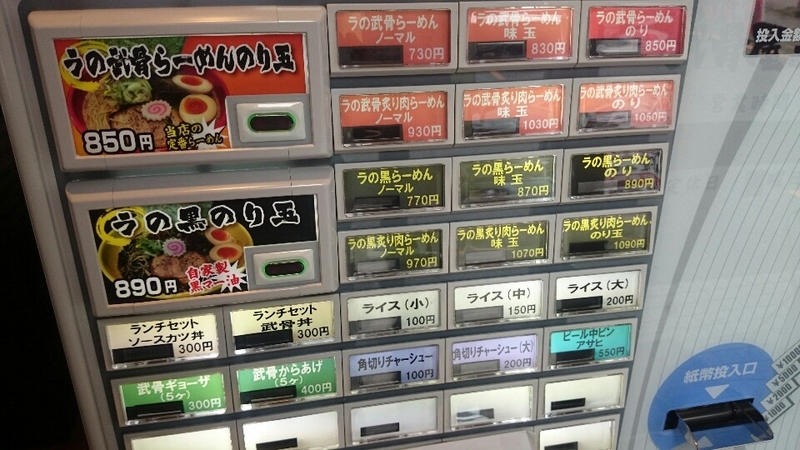 ラの武骨らーめんのり玉
850円
当店の
定番らーめん
ラの黒のり玉
890円
自家製
黒マー油
ラの武骨らーめん
ノーマル
730円
ラの武骨らーめん
味玉
830円
ラの武骨らーめん
のり
850円
ラの武骨炙り肉らーめん
ノーマル
930円
ラの武骨炙り肉らーめん
味玉
1030円
ラの武骨炙り肉らーめん
のり
1050円
ラの黒らーめん
ノーマル
770円
ラの黒らーめん
味玉
870円
ラの黒らーめん
のり
890円
ラの黒炙り肉らーめん
ノーマル
970円
ラの黒炙り肉らーめん
味玉
1070円
ラの黒炙り肉らーめん
のり玉
1090円
ランチセット
ソースカツ丼
300円
ランチセット
武骨丼
300円
ライス(小)
100円
ライス(中)
150円
ライス(大)
200円
武骨ギョーザ
(5ヶ)
300円
武骨からあげ
(5ヶ)
400円
角切りチャーシュー
100円
角切りチャーシュー(大)
200円
ビール中ビン
アサヒ
550円
投入金額
紙幣投入口
¥5000
¥2000
¥1000